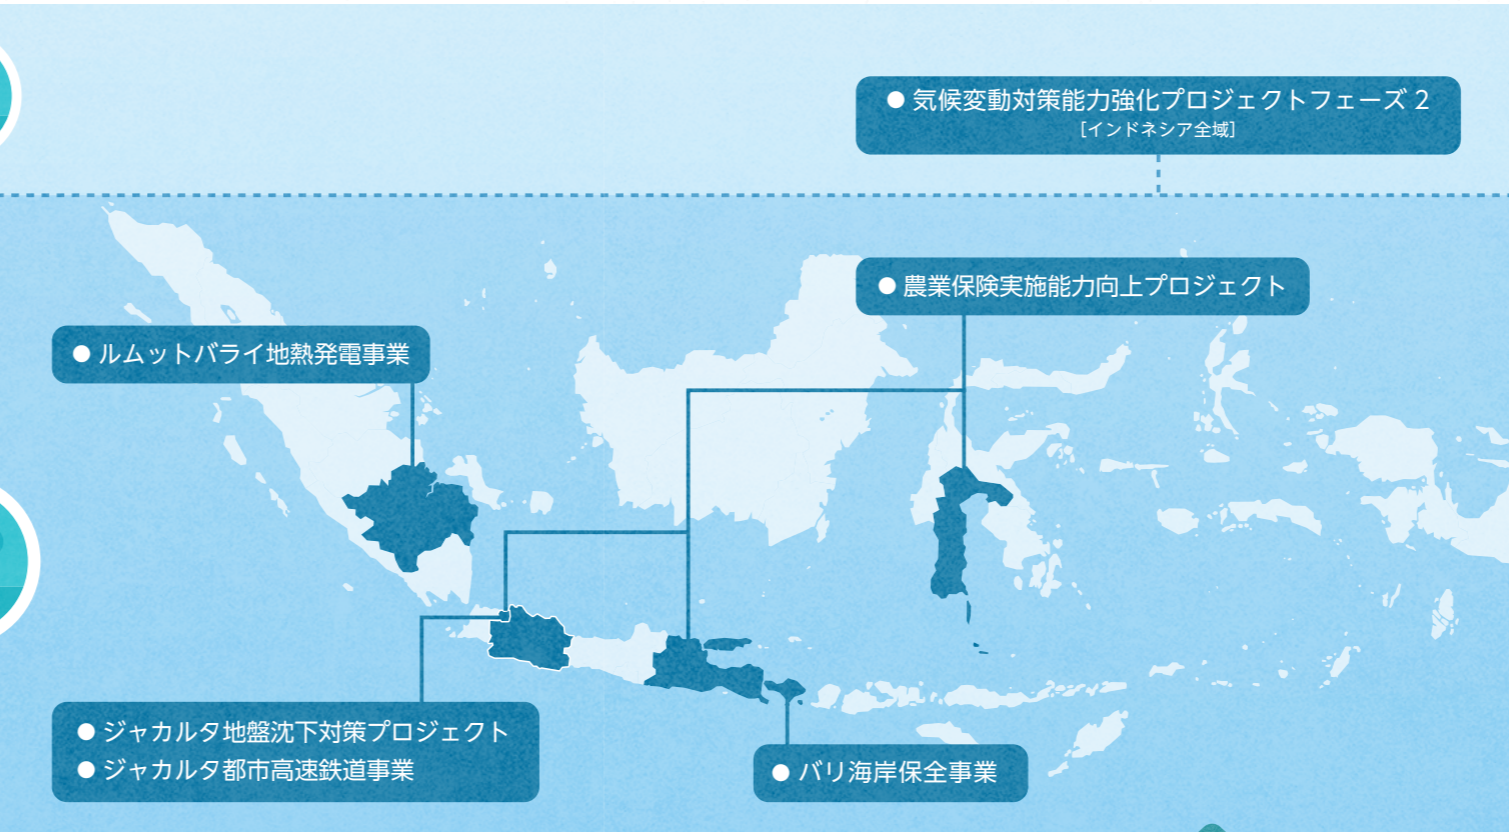 ● 気候変動対策能力強化プロジェクトフェーズ 2
[インドネシア全域]
● 農業保険実施能力向上プロジェクト
● ルムットバライ地熱発電事業
● ジャカルタ地盤沈下対策プロジェクト
● ジャカルタ都市高速鉄道事業
● バリ海岸保全事業